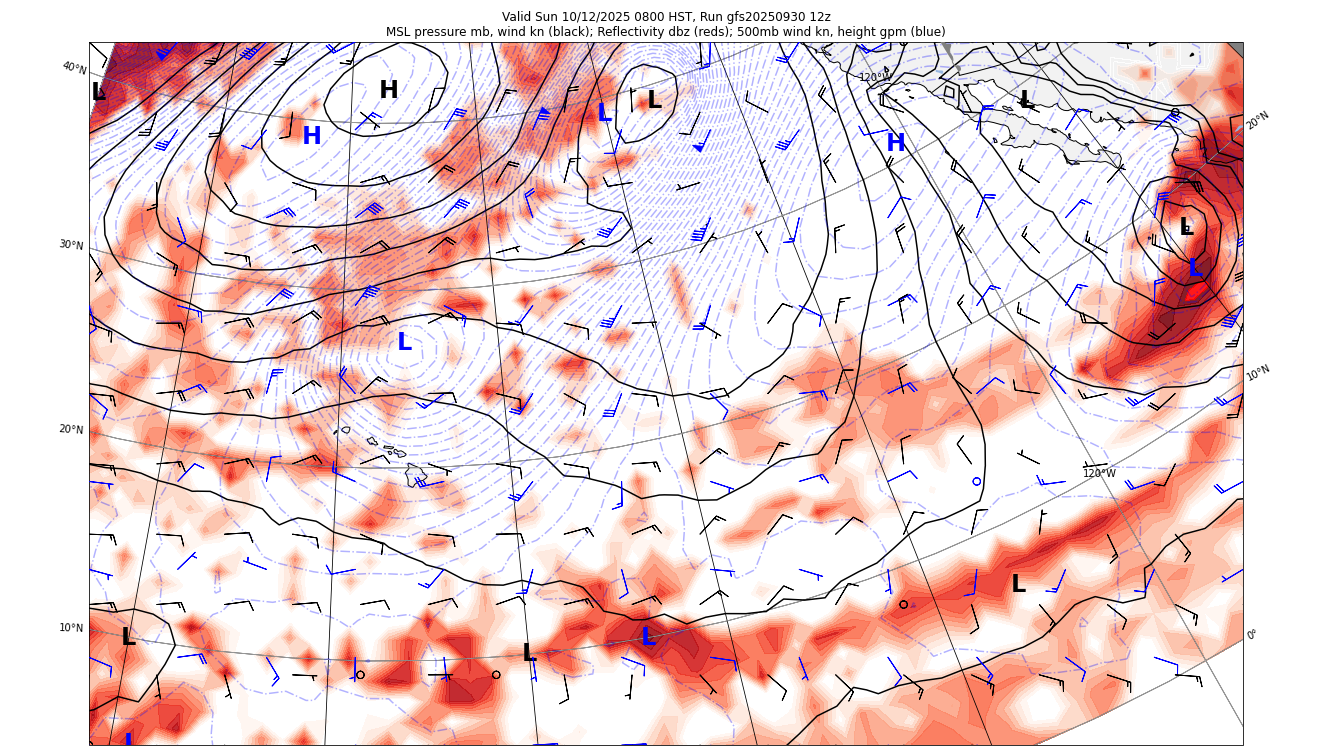 Valid Sun 10/12/2025 0800 HST, Run gfs20250930 12z
MSL pressure mb, wind kn (black); Reflectivity dbz (reds); 500mb wind kn, height gpm (blue)
40°N
120°W
L
H
L
L
L
20°N
H
H
30°N
L
L
L
10°N
20°N
120°W
L
10°N
L
L
L
0°
L